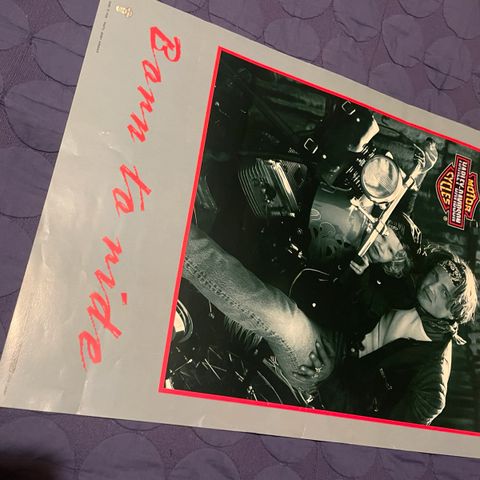 MOTOR
HARLEY-DAVIDSON
CYCLES
Born to ride